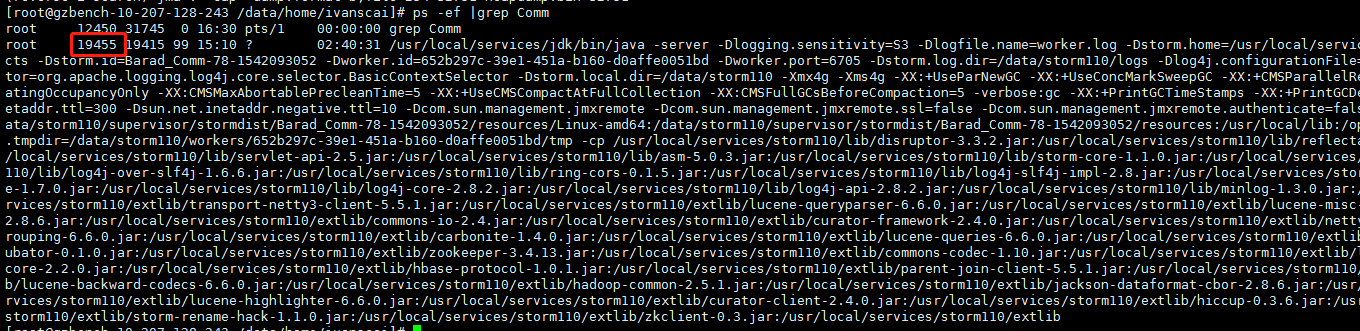 [root@gzbench-10-207-128-243 /data/home/ivanscai]# ps -ef |grep Comm
root 12450 31745 0 16:30 pts/1 00:00:00 grep Comm
root 19455 19415 99 15:10 ? 02:40:31 /usr/local/services/jdk/bin/java -server -Dlogging.sensitivity=S3 -Dlogfile.name=worker.log -Dstorm.home=/usr/local/servic
cts -Dstorm.id=Barad_Comm-78-1542093052 -Dworker.id=652b297c-39e1-451a-b160-d0affe0051bd -Dworker.port=6705 -Dstorm.log.dir=/data/storm110/logs -Dlog4j.configurationFile=
tor=org.apache.logging.log4j.core.selector.BasicContextSelector -Dstorm.local.dir=/data/storm110 -Xmx4g -Xms4g -XX:+UseParNewGC -XX:+UseConcMarkSweepGC -XX:+CMSParallelRe
atingOccupancyOnly -XX:CMSMaxAbortablePrecleanTime=5 -XX:+UseCMSCompactAtFullCollection -XX:CMSFullGCsBeforeCompaction=5 -verbose:gc -XX:+PrintGCTimeStamps -XX:+PrintGCDe
etaddr.ttl=300 -Dsun.net.inetaddr.negative.ttl=10 -Dcom.sun.management.jmxremote -Dcom.sun.management.jmxremote.ssl=false -Dcom.sun.management.jmxremote.authenticate=fals
ata/storm110/supervisor/stormdist/Barad_Comm-78-1542093052/resources/Linux-amd64:/data/storm110/supervisor/stormdist/Barad_Comm-78-1542093052/resources:/usr/local/lib:/op
.tmpdir=/data/storm110/workers/652b297c-39e1-451a-b160-d0affe0051bd/tmp -cp /usr/local/services/storm110/lib/disruptor-3.3.2.jar:/usr/local/services/storm110/lib/reflecta
/local/services/storm110/lib/servlet-api-2.5.jar:/usr/local/services/storm110/lib/asm-5.0.3.jar:/usr/local/services/storm110/lib/storm-core-1.1.0.jar:/usr/local/services/
110/lib/log4j-over-slf4j-1.6.6.jar:/usr/local/services/storm110/lib/ring-cors-0.1.5.jar:/usr/local/services/storm110/lib/log4j-slf4j-impl-2.8.jar:/usr/local/services/stor
e-1.7.0.jar:/usr/local/services/storm110/lib/log4j-core-2.8.2.jar:/usr/local/services/storm110/lib/log4j-api-2.8.2.jar:/usr/local/services/storm110/lib/minlog-1.3.0.jar:/
vices/storm110/extlib/transport-netty3-client-5.5.1.jar:/usr/local/services/storm110/extlib/lucene-queryparser-6.6.0.jar:/usr/local/services/storm110/extlib/lucene-misc-
2.8.6.jar:/usr/local/services/storm110/extlib/commons-io-2.4.jar:/usr/local/services/storm110/extlib/curator-framework-2.4.0.jar:/usr/local/services/storm110/extlib/netty
rouping-6.6.0.jar:/usr/local/services/storm110/extlib/carbonite-1.4.0.jar:/usr/local/services/storm110/extlib/lucene-queries-6.6.0.jar:/usr/local/services/storm110/extlib
ubator-0.1.0.jar:/usr/local/services/storm110/extlib/zookeeper-3.4.13.jar:/usr/local/services/storm110/extlib/commons-codec-1.10.jar:/usr/local/services/storm110/extlib/c
core-2.2.0.jar:/usr/local/services/storm110/extlib/hbase-protocol-1.0.1.jar:/usr/local/services/storm110/extlib/parent-join-client-5.5.1.jar:/usr/local/services/storm110/
b/lucene-backward-codecs-6.6.0.jar:/usr/local/services/storm110/extlib/hadoop-common-2.5.1.jar:/usr/local/services/storm110/extlib/jackson-dataformat-cbor-2.8.6.jar:/usr/
rvices/storm110/extlib/lucene-highlighter-6.6.0.jar:/usr/local/services/storm110/extlib/curator-client-2.4.0.jar:/usr/local/services/storm110/extlib/hiccup-0.3.6.jar:/usr
/storm-rename-hack-1.1.0.jar:/usr/local/services/storm110/extlib/zkclient-0.3.jar:/usr/local/services/storm110/extlib
[root@gzbench-10-207-128-243 /data/home/ivanscai]#